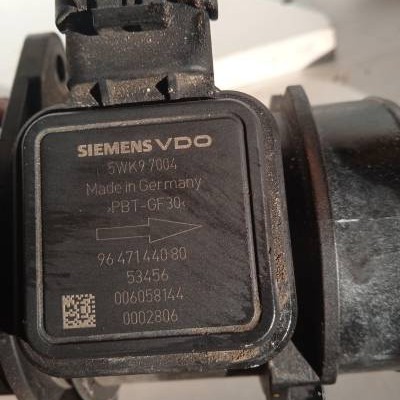 SIEMENS VDO
5WK9 7004
Made in Germany
>PBT-GF30<
96 471 440 80
53456
006058144
0002806